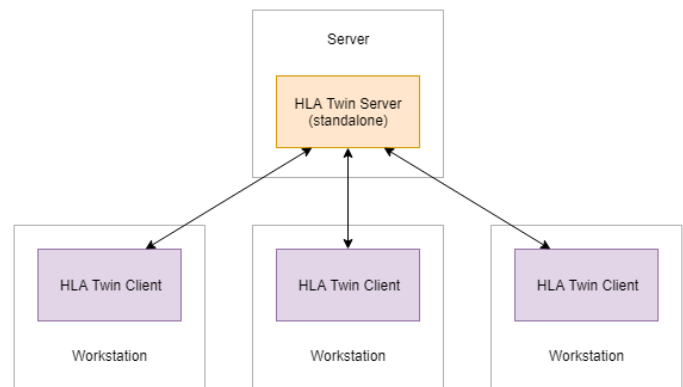 Server
HLA Twin Server
(standalone)
HLA Twin Client
HLA Twin Client
HLA Twin Client
Workstation
Workstation
Workstation